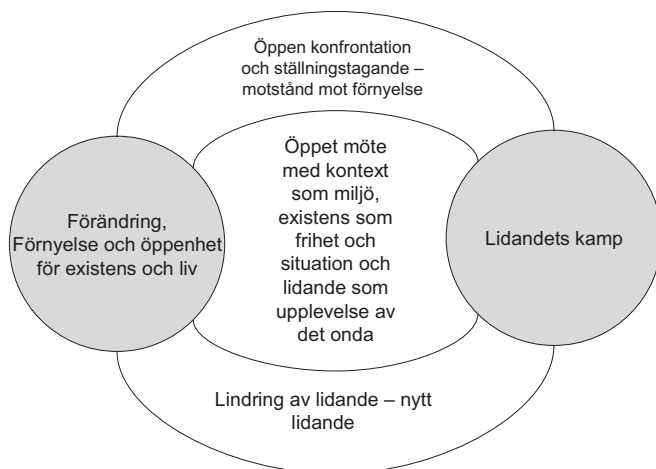 Öppen konfrontation
och ställningstagande –
motstånd mot förnyelse
Öppet möte
med kontext
som miljö,
existens som
frihet och
situation och
lidande som
upplevelse av
det onda
Förändring,
Förnyelse och öppenhet
för existens och liv
Lidandets kamp
Lindring av lidande – nytt
lidande